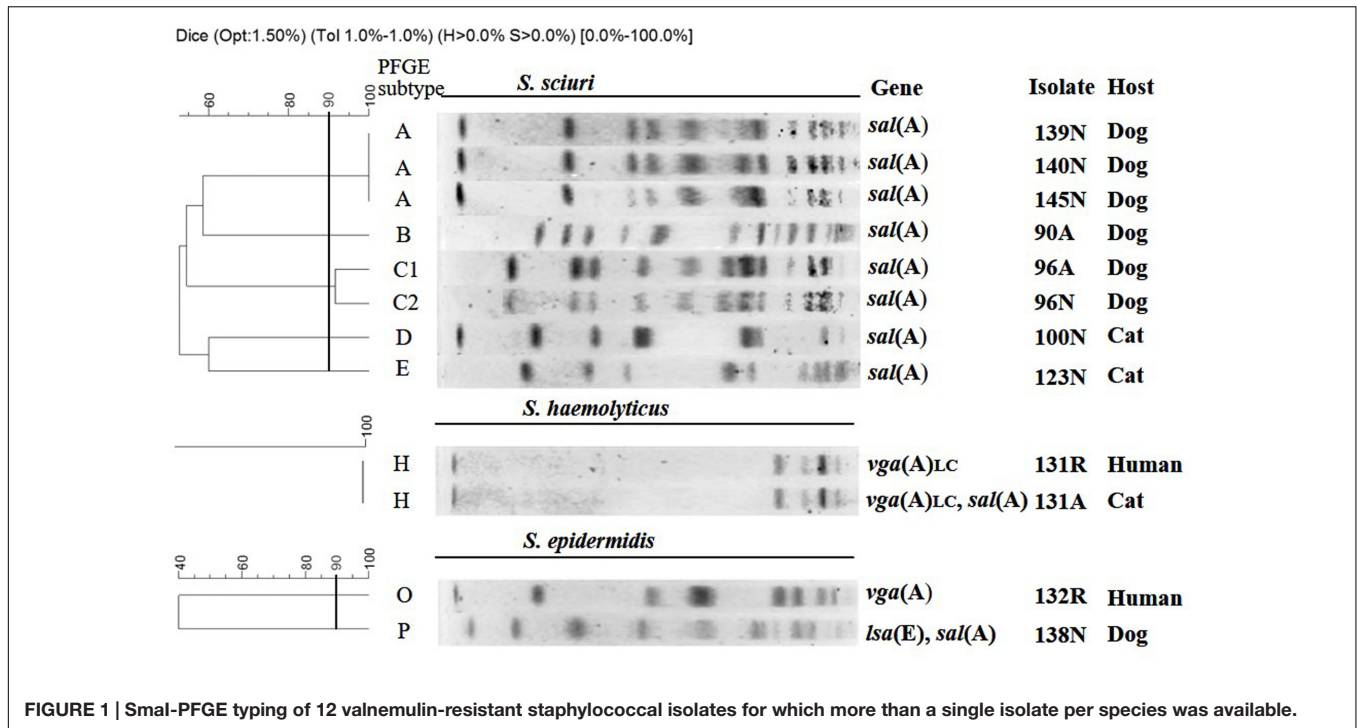 Dice (Opt:1.50%) (Tol 1.0%-1.0%) (H>0.0% S>0.0%) [0.0%-100.0%]
PFGE
subtype
S. sciuri
Gene Isolate Host
60 80 90 100
A sal(A) 139N Dog
A sal(A) 140N Dog
A sal(A) 145N Dog
B sal(A) 90A Dog
C1 sal(A) 96A Dog
C2 sal(A) 96N Dog
D sal(A) 100N Cat
E sal(A) 123N Cat
S. haemolyticus
100
H vga(A)LC 131R Human
H vga(A)LC, sal(A) 131A Cat
S. epidermidis
40 60 80 90 100
O vga(A) 132R Human
P lsa(E), sal(A) 138N Dog
FIGURE 1 | SmaI-PFGE typing of 12 valnemulin-resistant staphylococcal isolates for which more than a single isolate per species was available.